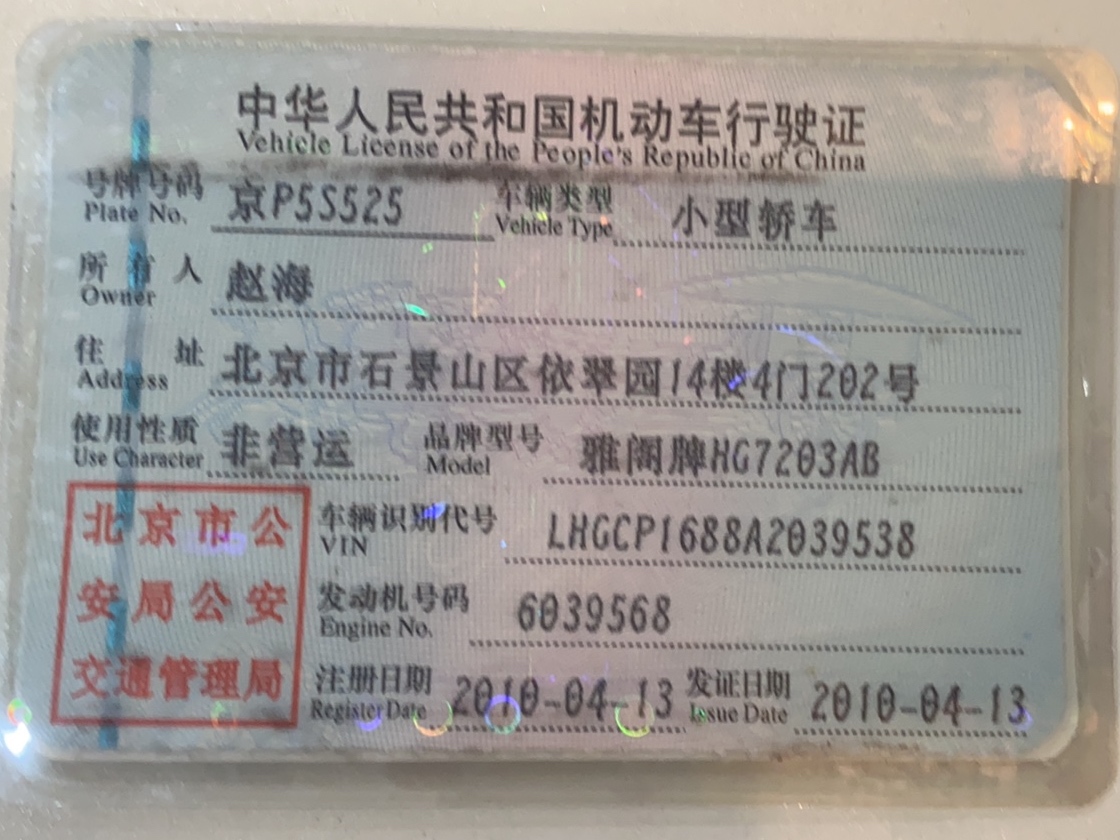 中华人民共和国机动车行驶证
Vehicle License of the People's Republic of China
号牌号码 京P5S525 车辆类型 小型轿车
Plate No. Vehicle Type
所有人 赵海
Owner
住址 北京市石景山区依翠园14楼4门202号
Address
使用性质 非营运 品牌型号 雅阁牌HG7203AB
Use Character Model
北京市公
安局公安
交通管理局
车辆识别代号 LHGCP1688A2039538
VIN
发动机号码 6039568
Engine No.
注册日期 2010-04-13 发证日期 2010-04-13
Register Date Issue Date